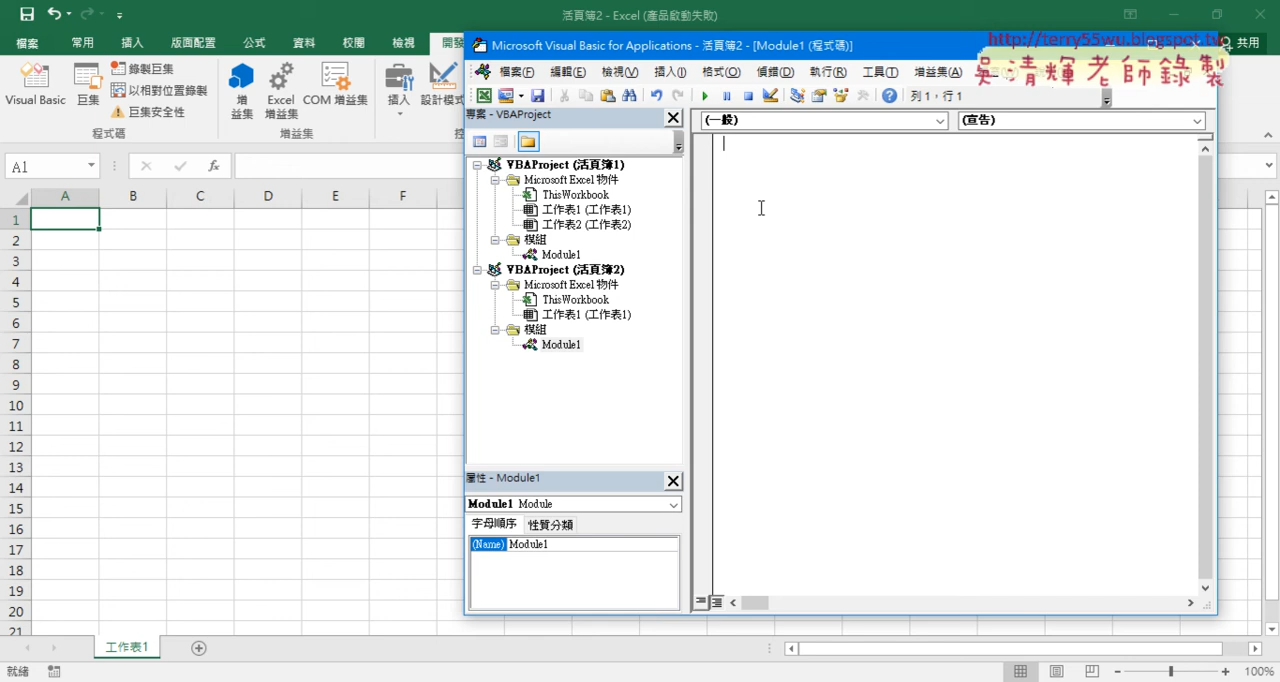 活頁簿2 - Excel (產品啟動失敗)
檔案 常用 插入 版面配置 公式 資料 校閱 檢視 開發
共用
Visual Basic
巨集
錄製巨集
以相對位置錄製
巨集安全性
程式碼
增益集
Excel 增益集
COM 增益集
增益集
插入
設計模式
A1
fx
A B C D E F
1
2
3
4
5
6
7
8
9
10
11
12
13
14
15
16
17
18
19
20
21
工作表1
就緒
100%
Microsoft Visual Basic for Applications - 活頁簿2 - [Module1 (程式碼)]
http://terry55wu.blogspot.tw
吳清輝老師錄製
檔案(F) 編輯(E) 檢視(V) 插入(I) 格式(O) 偵錯(D) 執行(R) 工具(T) 增益集(A)
列 1，行 1
專案 - VBAProject
VBAProject (活頁簿1)
Microsoft Excel 物件
ThisWorkbook
工作表1 (工作表1)
工作表2 (工作表2)
模組
Module1
VBAProject (活頁簿2)
Microsoft Excel 物件
ThisWorkbook
工作表1 (工作表1)
模組
Module1
屬性 - Module1
Module1 Module
字母順序 性質分類
(Name) Module1
(一般) (宣告)